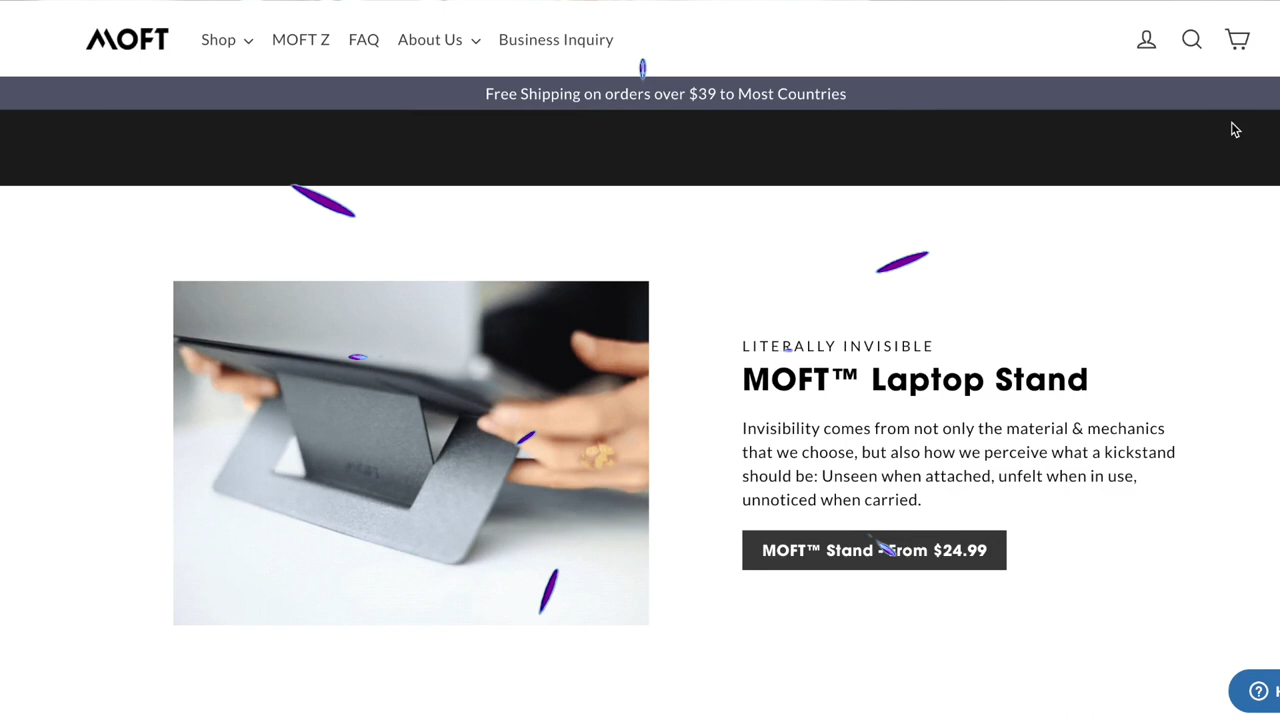 MOFT Shop MOFT Z FAQ About Us Business Inquiry
Free Shipping on orders over $39 to Most Countries
LITERALLY INVISIBLE
MOFT™ Laptop Stand
Invisibility comes from not only the material & mechanics
that we choose, but also how we perceive what a kickstand
should be: Unseen when attached, unfelt when in use,
unnoticed when carried.
MOFT™ Stand - From $24.99